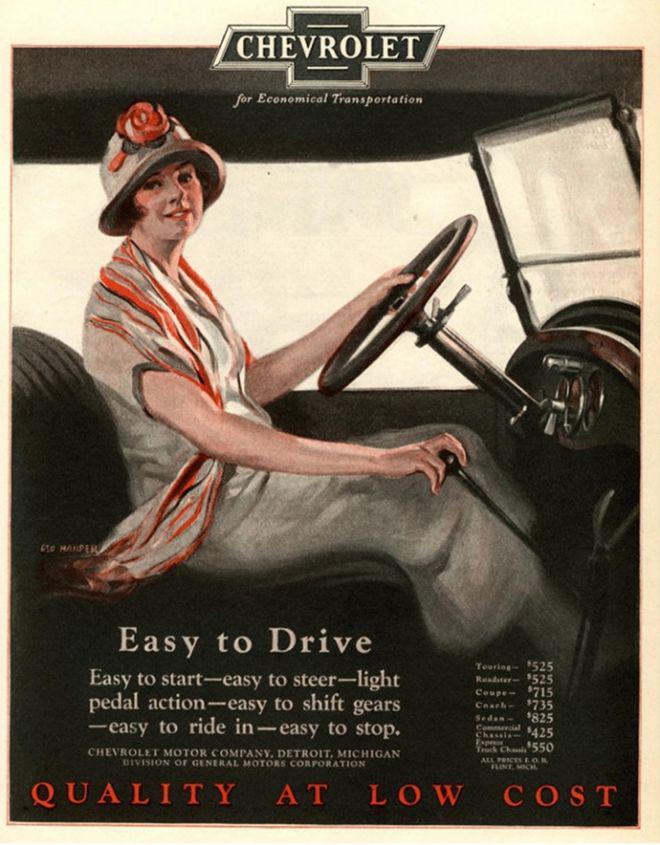 CHEVROLET
for Economical Transportation
GEO HARPER
Easy to Drive
Easy to start—easy to steer—light
pedal action—easy to shift gears
—easy to ride in—easy to stop.
CHEVROLET MOTOR COMPANY, DETROIT, MICHIGAN
DIVISION OF GENERAL MOTORS CORPORATION
Touring— $525
Roadster— $525
Coupe— $715
Coach— $735
Sedan— $825
Commercial
Chassis— $425
Express
Truck Chassis $550
ALL PRICES F. O. B.
FLINT, MICH.
QUALITY AT LOW COST